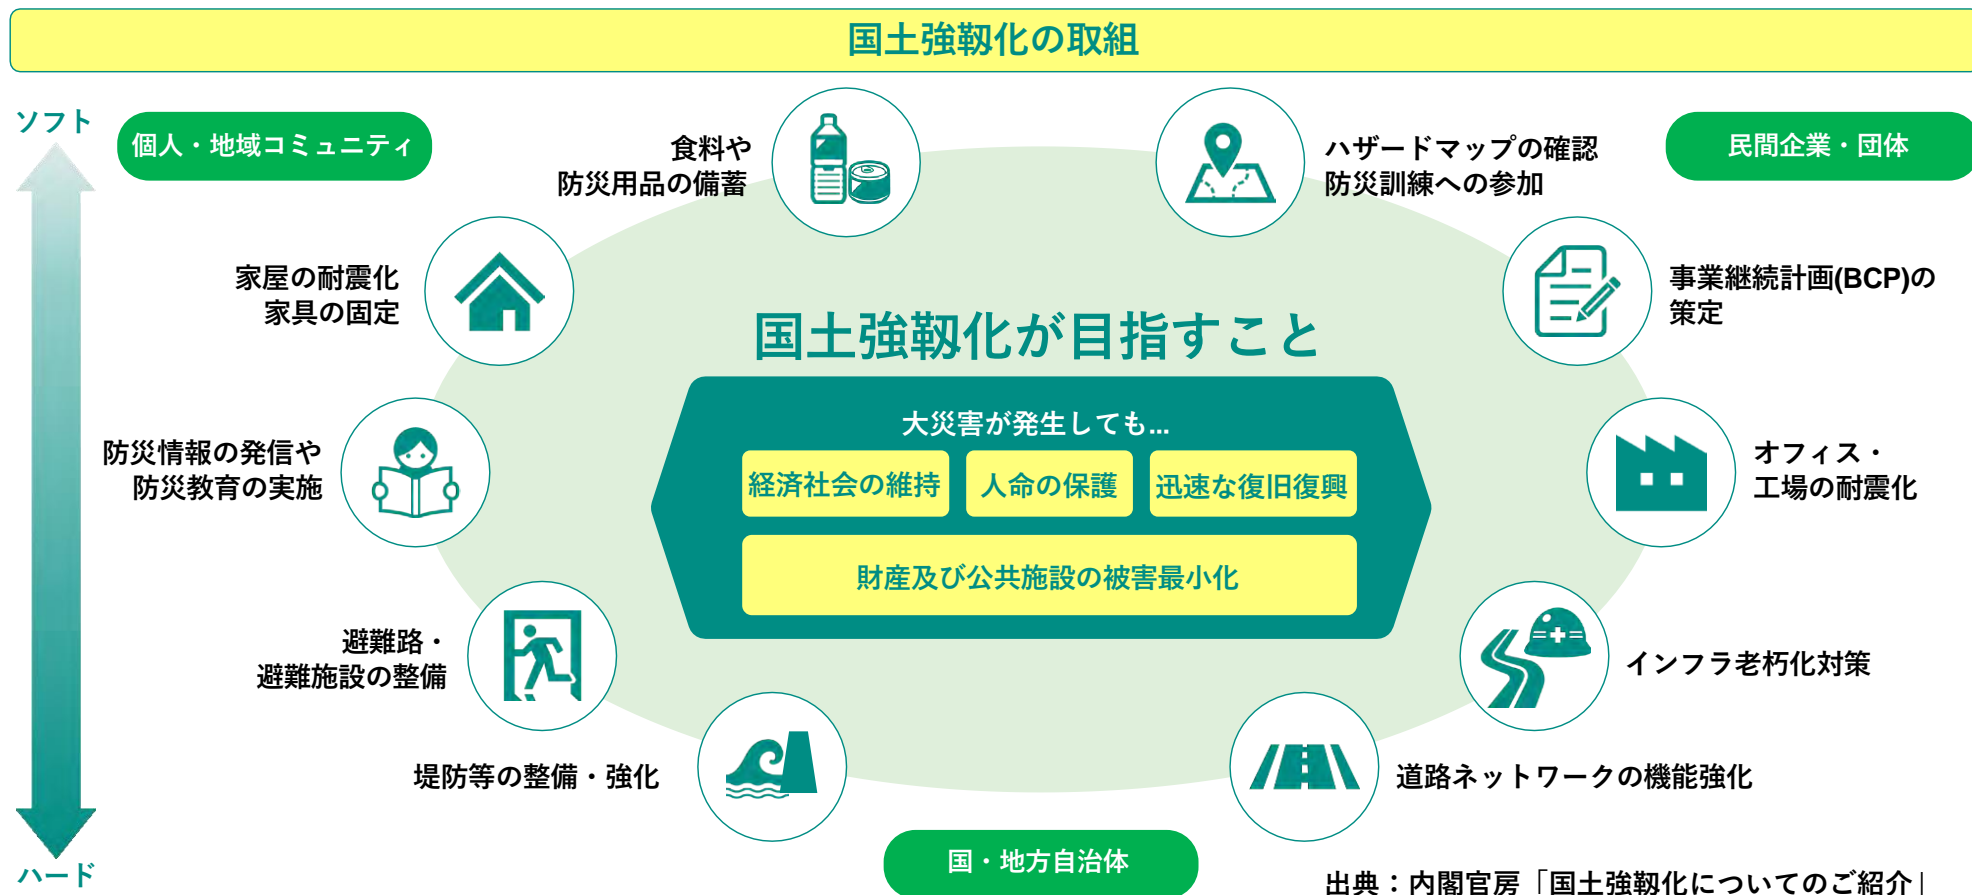 国土強靱化の取組
ソフト
個人・地域コミュニティ
食料や
防災用品の備蓄
ハザードマップの確認
防災訓練への参加
民間企業・団体
家屋の耐震化
家具の固定
事業継続計画(BCP)の
策定
国土強靱化が目指すこと
大災害が発生しても...
経済社会の維持
人命の保護
迅速な復旧復興
財産及び公共施設の被害最小化
防災情報の発信や
防災教育の実施
オフィス・
工場の耐震化
避難路・
避難施設の整備
インフラ老朽化対策
堤防等の整備・強化
道路ネットワークの機能強化
国・地方自治体
ハード
出典：内閣官房「国土強靱化についてのご紹介」